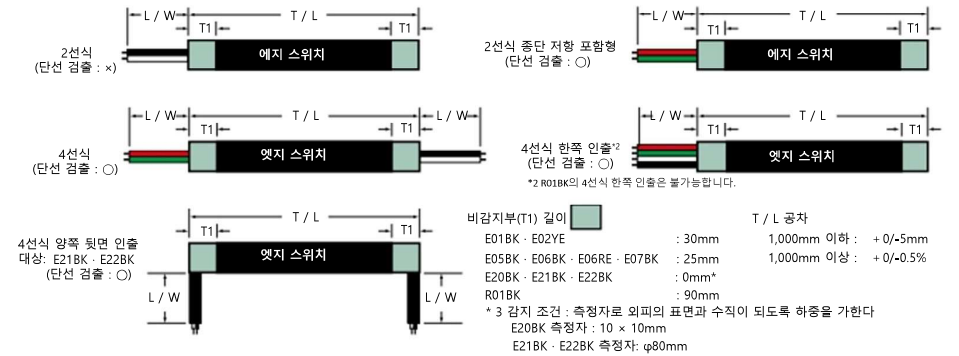 L / W
T / L
T1
T1
2선식
(단선 검출 : ×)
에지 스위치
L / W
T / L
T1
T1
2선식 종단 저항 포함형
(단선 검출 : ○)
에지 스위치
L / W
T / L
L / W
T1
T1
4선식
(단선 검출 : ○)
엣지 스위치
L / W
T / L
T1
T1
4선식 한쪽 인출*2
(단선 검출 : ○)
엣지 스위치
*2 R01BK의 4선식 한쪽 인출은 불가능합니다.
T / L
T1
T1
4선식 양쪽 뒷면 인출
대상: E21BK · E22BK
(단선 검출 : ○)
엣지 스위치
L / W
L / W
비감지부(T1) 길이
E01BK · E02YE : 30mm
E05BK · E06BK · E06RE · E07BK : 25mm
E20BK · E21BK · E22BK : 0mm*
R01BK : 90mm
T / L 공차
1,000mm 이하 : +0/-5mm
1,000mm 이상 : +0/-0.5%
* 3 감지 조건 : 측정자로 외피의 표면과 수직이 되도록 하중을 가한다
E20BK 측정자 : 10 × 10mm
E21BK · E22BK 측정자: φ80mm